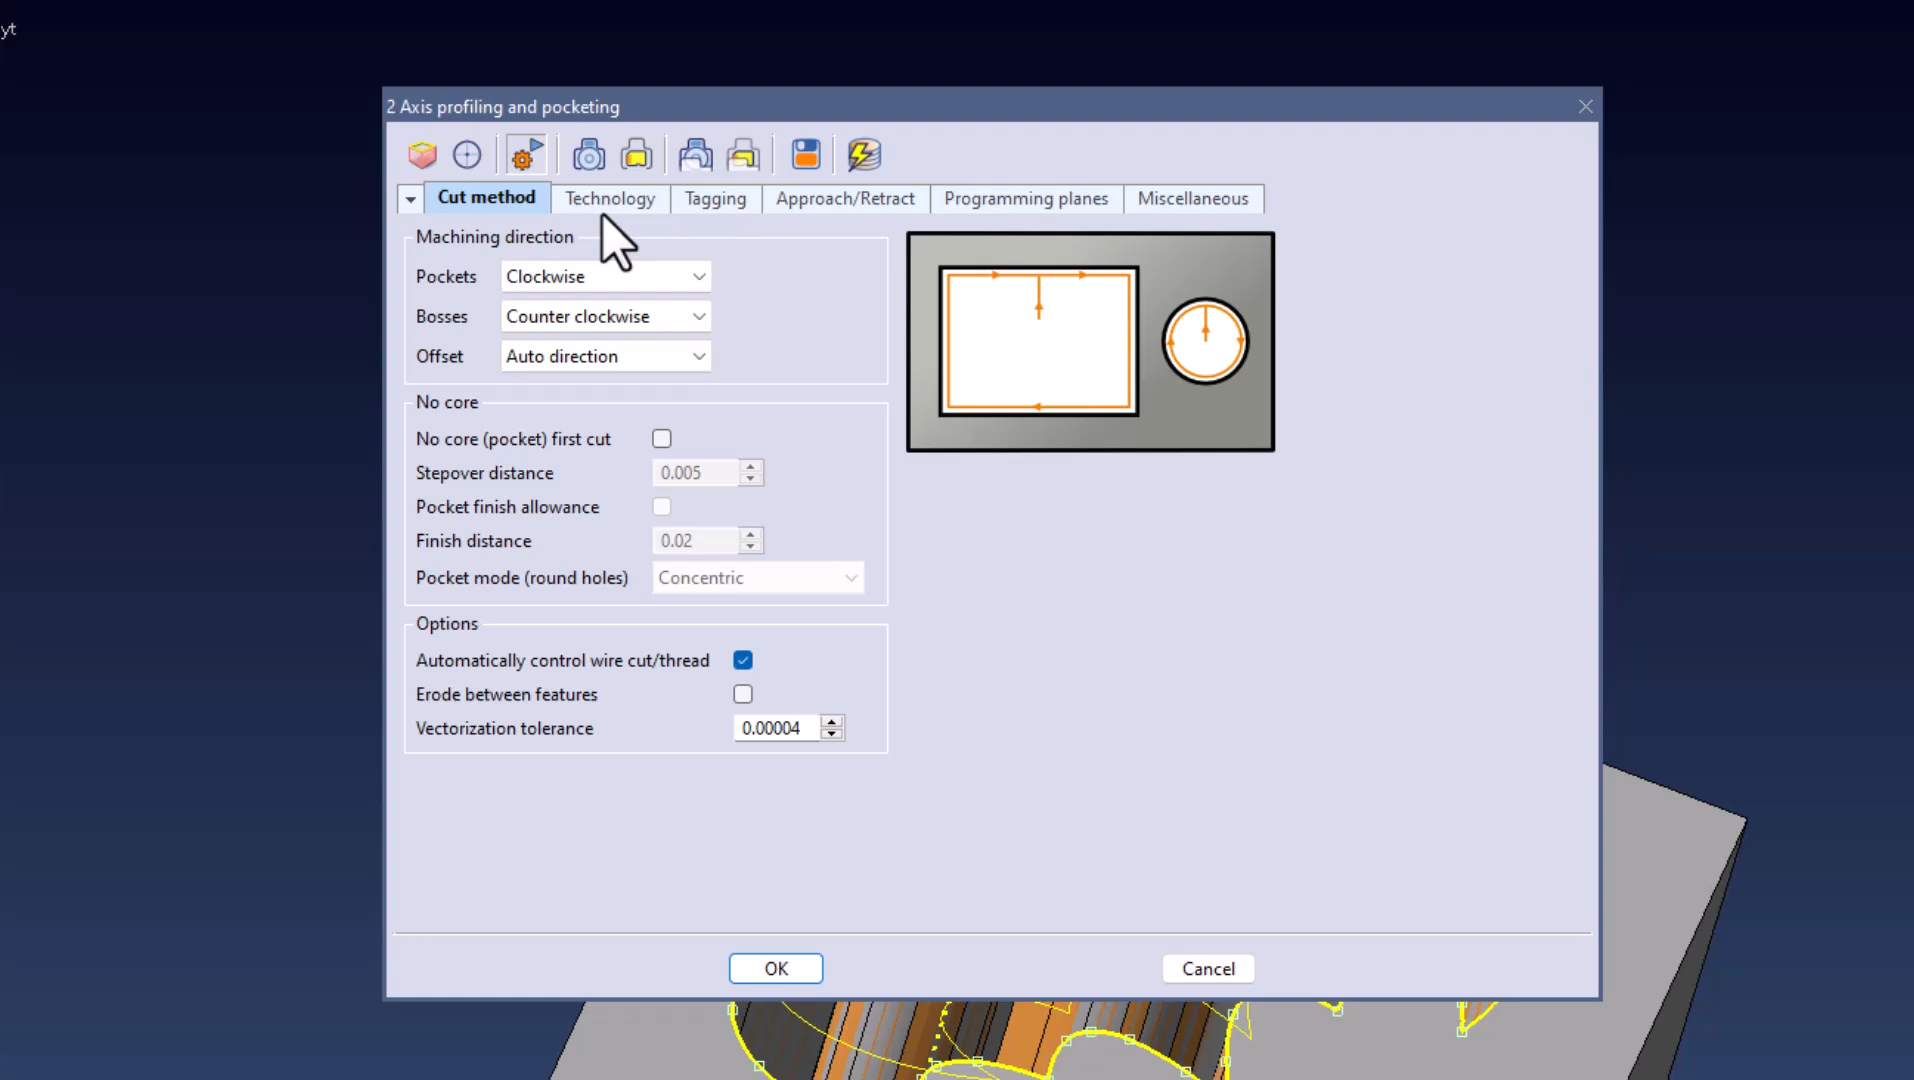 yt
2 Axis profiling and pocketing
Cut method Technology Tagging Approach/Retract Programming planes Miscellaneous
Machining direction
Pockets Clockwise
Bosses Counter clockwise
Offset Auto direction
No core
No core (pocket) first cut
Stepover distance 0.005
Pocket finish allowance
Finish distance 0.02
Pocket mode (round holes) Concentric
Options
Automatically control wire cut/thread
Erode between features
Vectorization tolerance 0.00004
OK Cancel